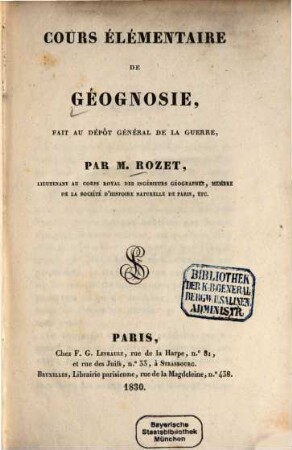 COURS ÉLÉMENTAIRE
DE
GÉOGNOSIE,
FAIT AU DÉPÔT GÉNÉRAL DE LA GUERRE,
PAR M. ROZET,
LIEUTENANT AU CORPS ROYAL DES INGÉNIEURS GÉOGRAPHES, MEMBRE
DE LA SOCIÉTÉ D'HISTOIRE NATURELLE DE PARIS, ETC.
BIBLIOTHEK
DER K.B. GENERAL
BERGW. U. SALINEN
ADMINISTR.
PARIS,
Chez F. G. LEVRAULT, rue de la Harpe, n.° 81,
et rue des Juifs, n.° 33, à STRASBOURG.
BRUXELLES, Librairie parisienne, rue de la Magdeleine, n.° 438.
1830.
Bayerische
Staatsbibliothek
München